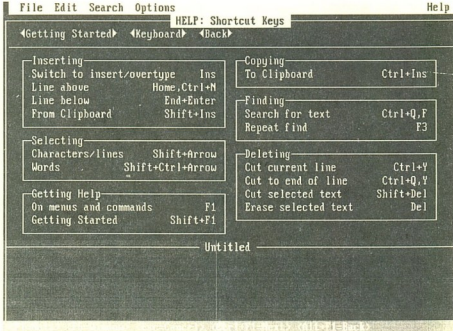 File Edit Search Options Help
HELP: Shortcut Keys
Getting Started Keyboard Back
Inserting
Switch to insert/overtype Ins
Line above Home,Ctrl+N
Line below End+Enter
From Clipboard Shift+Ins
Selecting
Characters/lines Shift+Arrow
Words Shift+Ctrl+Arrow
Getting Help
On menus and commands F1
Getting Started Shift+F1
Copying
To Clipboard Ctrl+Ins
Finding
Search for text Ctrl+Q,F
Repeat find F3
Deleting
Cut current line Ctrl+Y
Cut to end of line Ctrl+Q,Y
Cut selected text Shift+Del
Erase selected text Del
Untitled